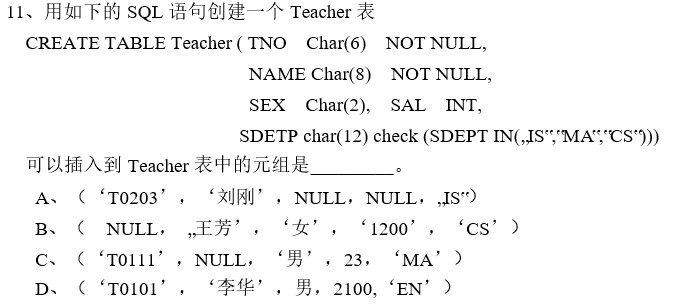 11、用如下的 SQL 语句创建一个 Teacher 表
CREATE TABLE Teacher ( TNO Char(6) NOT NULL,
NAME Char(8) NOT NULL,
SEX Char(2), SAL INT,
SDETP char(12) check (SDEPT IN(„IS‟,‟MA‟,‟CS‟)))
可以插入到 Teacher 表中的元组是_________。
A、（‘T0203’，‘刘刚’，NULL，NULL，„IS‟）
B、（ NULL， „王芳’，‘女’，‘1200’，‘CS’）
C、（‘T0111’，NULL，‘男’，23，‘MA’）
D、（‘T0101’，‘李华’，男，2100,‘EN’）